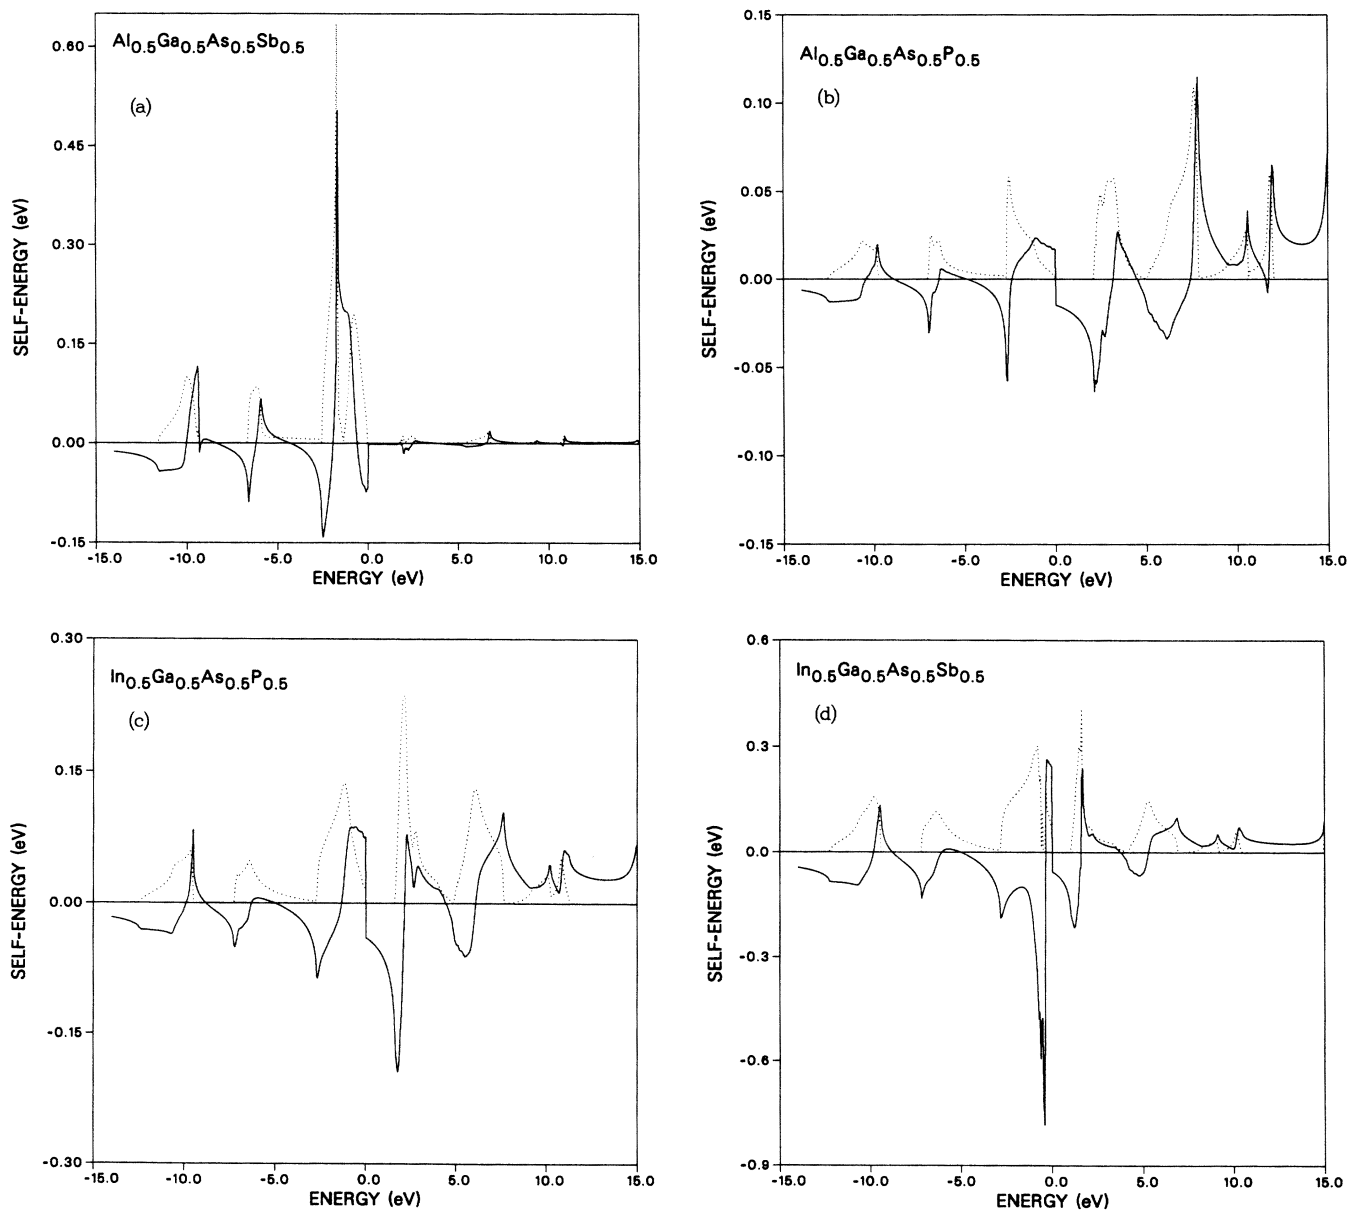 Al0.5Ga0.5As0.5Sb0.5
(a)
0.60
0.45
0.30
0.15
0.00
-0.15
SELF-ENERGY (eV)
-15.0 -10.0 -5.0 0.0 5.0 10.0 15.0
ENERGY (eV)
Al0.5Ga0.5As0.5P0.5
(b)
0.15
0.10
0.05
0.00
-0.05
-0.10
-0.15
SELF-ENERGY (eV)
-15.0 -10.0 -5.0 0.0 5.0 10.0 15.0
ENERGY (eV)
In0.5Ga0.5As0.5P0.5
(c)
0.30
0.15
0.00
-0.15
-0.30
SELF-ENERGY (eV)
-15.0 -10.0 -5.0 0.0 5.0 10.0 15.0
ENERGY (eV)
In0.5Ga0.5As0.5Sb0.5
(d)
0.6
0.3
0.0
-0.3
-0.6
-0.9
SELF-ENERGY (eV)
-15.0 -10.0 -5.0 0.0 5.0 10.0 15.0
ENERGY (eV)